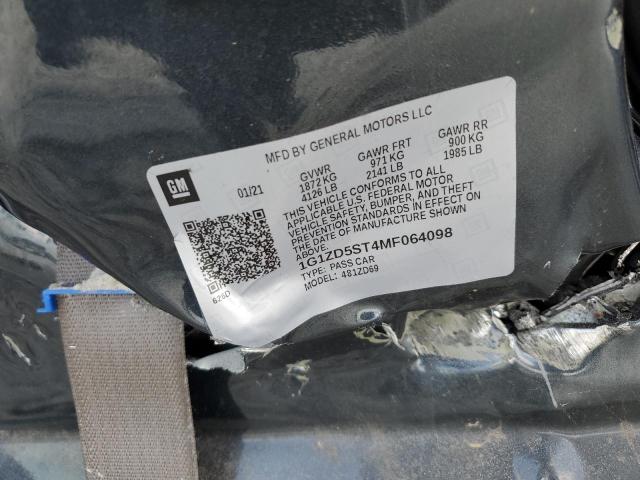 MFD BY GENERAL MOTORS LLC
GM
01/21
GVWR GAWR FRT GAWR RR
1872 KG 971 KG 900 KG
4126 LB 2141 LB 1985 LB
THIS VEHICLE CONFORMS TO ALL
APPLICABLE U.S. FEDERAL MOTOR
VEHICLE SAFETY, BUMPER, AND THEFT
PREVENTION STANDARDS IN EFFECT ON
THE DATE OF MANUFACTURE SHOWN
ABOVE.
1G1ZD5ST4MF064098
TYPE: PASS CAR
MODEL: 481ZD69
628D